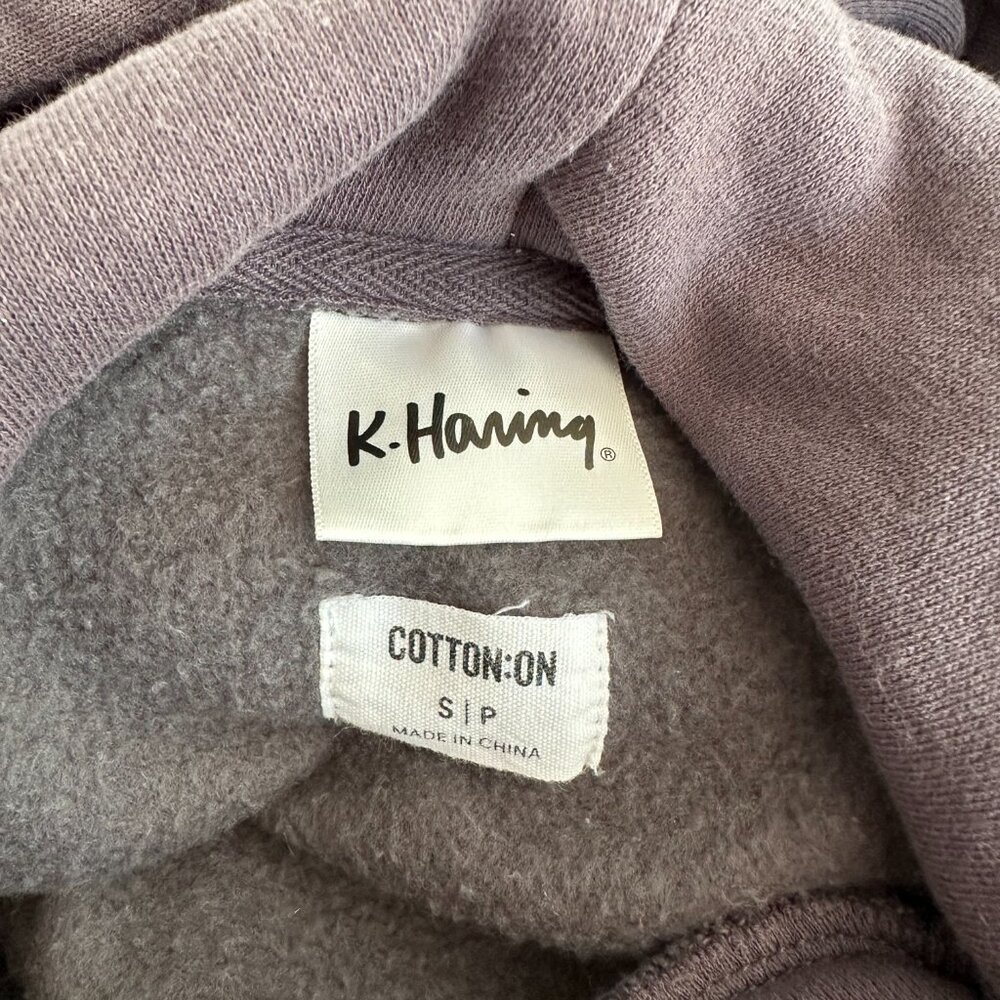 K.Haring®
COTTON:ON
S|P
MADE IN CHINA